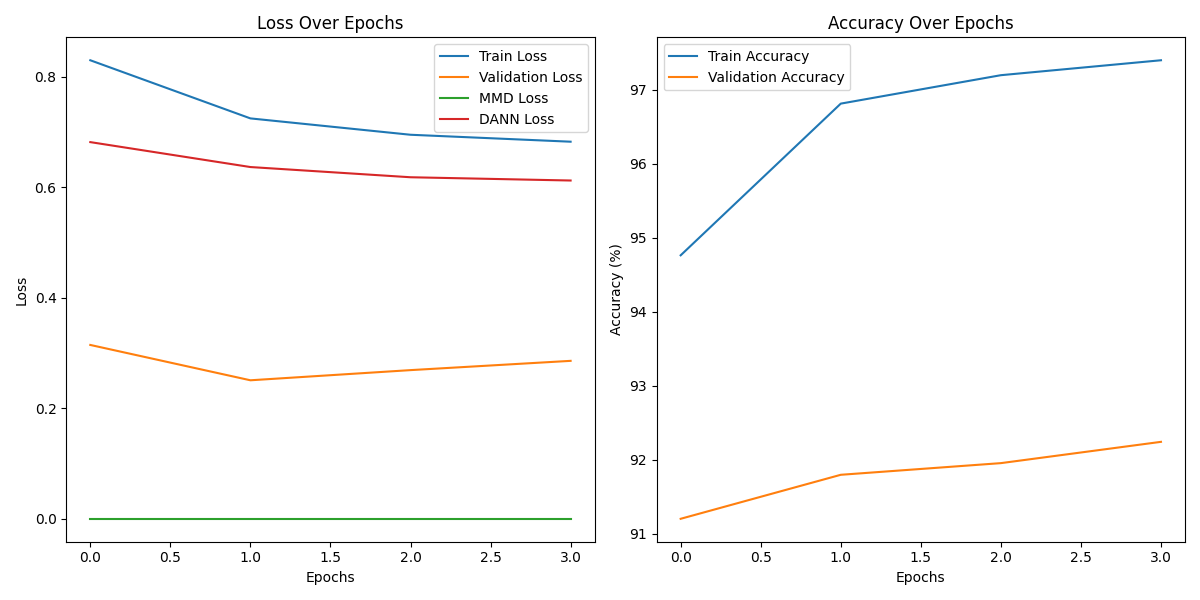 Loss Over Epochs
Train Loss
Validation Loss
MMD Loss
DANN Loss
0.8
0.6
0.4
0.2
0.0
Loss
0.0 0.5 1.0 1.5 2.0 2.5 3.0
Epochs
Accuracy Over Epochs
Train Accuracy
Validation Accuracy
97
96
95
94
93
92
91
Accuracy (%)
0.0 0.5 1.0 1.5 2.0 2.5 3.0
Epochs